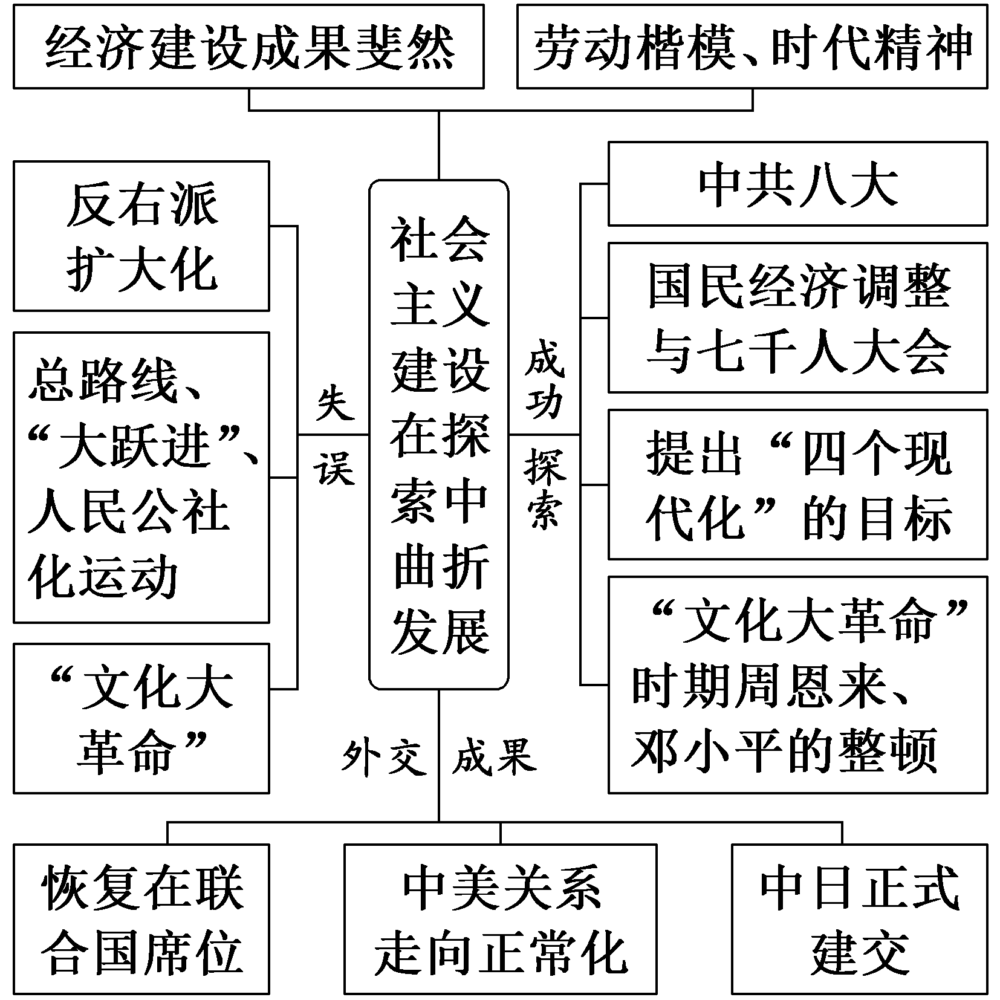 经济建设成果斐然
劳动楷模、时代精神
反右派
扩大化
总路线、
“大跃进”、
人民公社
化运动
“文化大
革命”
失
误
社会
主义
建设
在探
索中
曲折
发展
成
功
探
索
中共八大
国民经济调整
与七千人大会
提出“四个现
代化”的目标
“文化大革命”
时期周恩来、
邓小平的整顿
外交 成果
恢复在联
合国席位
中美关系
走向正常化
中日正式
建交